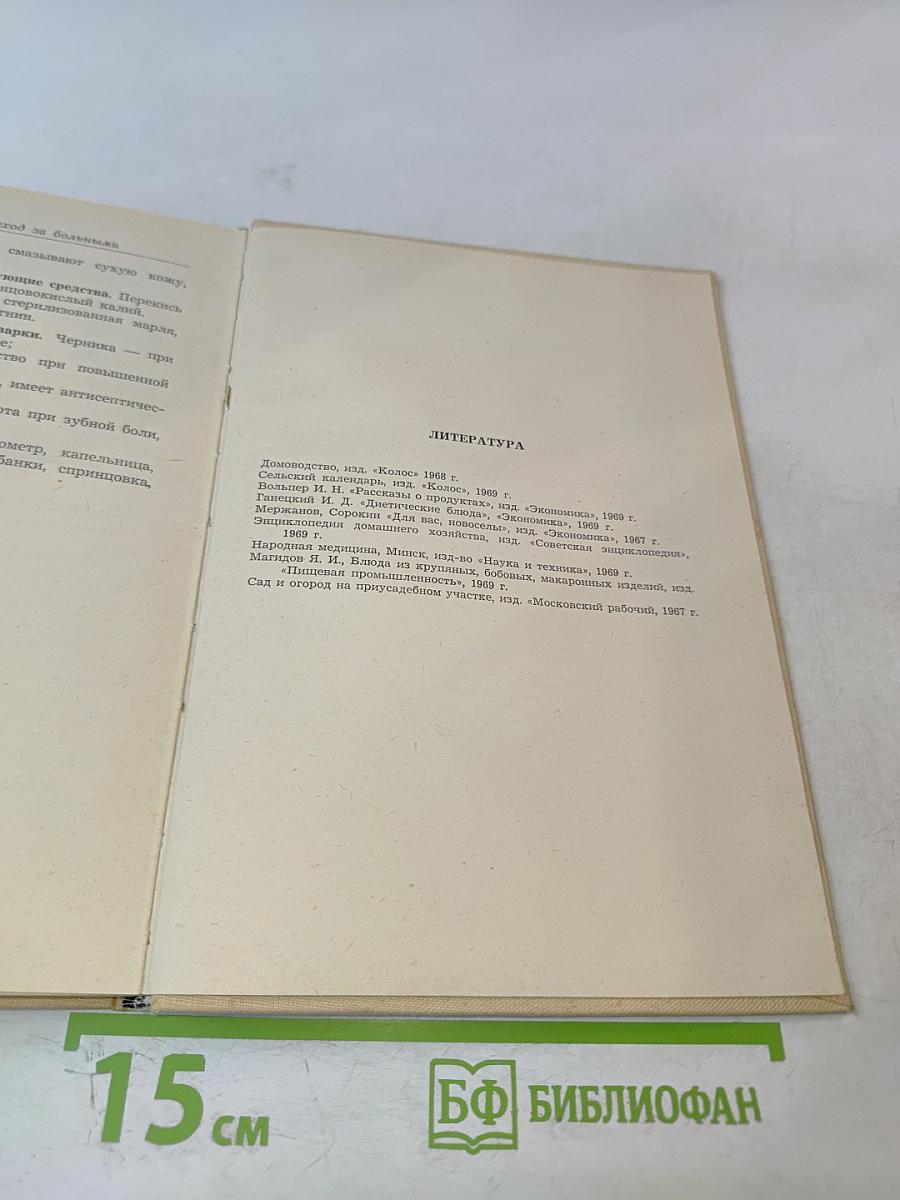 ход за больными
смазывают сухую кожу,
ющие средства. Перекись
нцовокислый калий.
стерилизованная марля,
гнин.
варки. Черника — при
е;
ство при повышенной
, имеет антисептичес-
ота при зубной боли,
ометр, капельница,
банки, спринцовка,
ЛИТЕРАТУРА
Домоводство, изд. «Колос» 1968 г.
Сельский календарь, изд. «Колос», 1969 г.
Вольпер И. Н. «Рассказы о продуктах», изд. «Экономика», 1969 г.
Ганецкий И. Д. «Диетические блюда», «Экономика», 1969 г.
Мержанов, Сорокин «Для вас, новоселы», изд. «Экономика», 1967 г.
Энциклопедия домашнего хозяйства, изд. «Советская энциклопедия»,
1969 г.
Народная медицина, Минск, изд-во «Наука и техника», 1969 г.
Магидов Я. И., Блюда из крупяных, бобовых, макаронных изделий, изд.
«Пищевая промышленность», 1969 г.
Сад и огород на приусадебном участке, изд. «Московский рабочий, 1967 г.
15 см
БФ БИБЛИОФАН